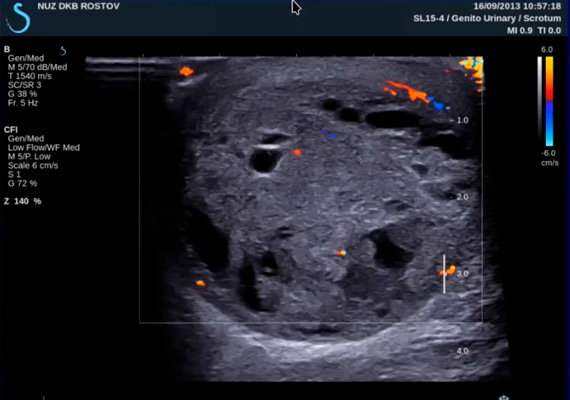 NUZ DKB ROSTOV
16/09/2013 10:57:18
SL15-4 / Genito Urinary / Scrotum
MI 0.9 TI 0.0
B
Gen/Med
M 5/70 dB/Med
T 1540 m/s
SC/SR 3
G 38 %
Fr. 5 Hz
CFI
Gen/Med
Low Flow/WF Med
M 5/P. Low
Scale 6 cm/s
S 1
G 72 %
Z 140 %
6.0
-6.0
cm/s
1.0
2.0
3.0
4.0